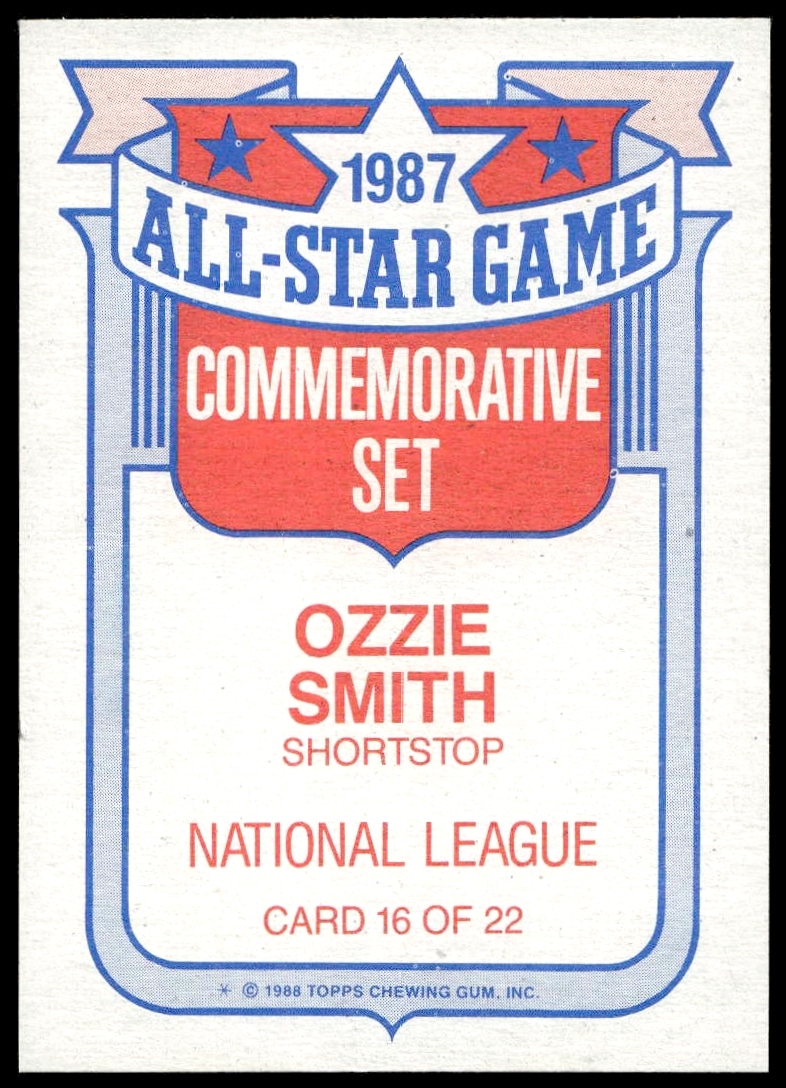 1987
ALL-STAR GAME
COMMEMORATIVE
SET
OZZIE
SMITH
SHORTSTOP
NATIONAL LEAGUE
CARD 16 OF 22
* © 1988 TOPPS CHEWING GUM, INC.